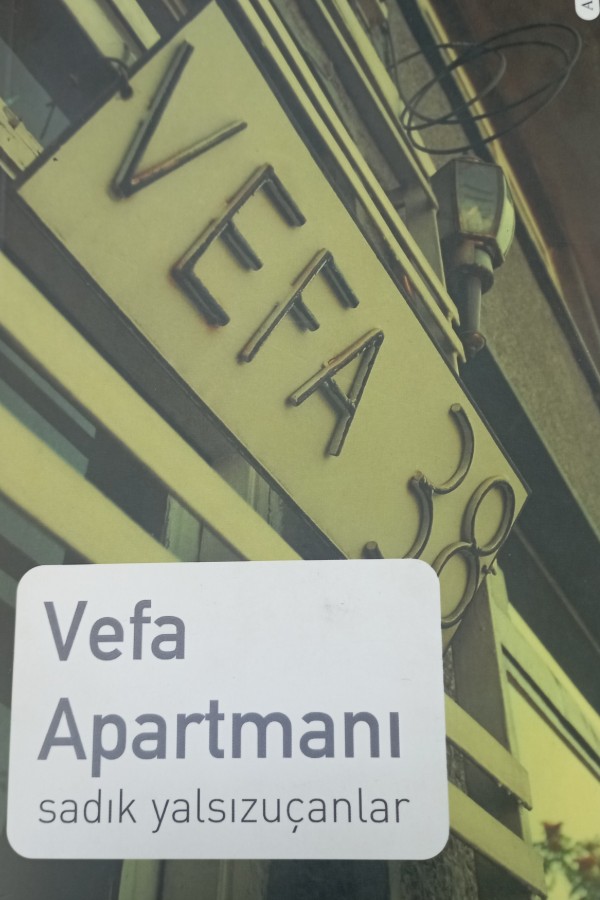 A
VEFA 38
Vefa
Apartmanı
sadık yalsızuçanlar